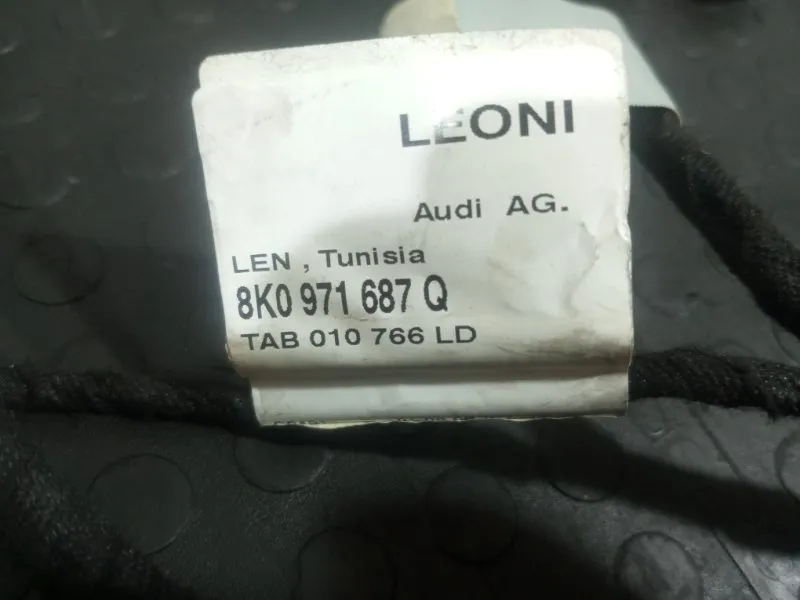 LEONI
Audi AG.
LEN , Tunisia
8K0 971 687 Q
TAB 010 766 LD